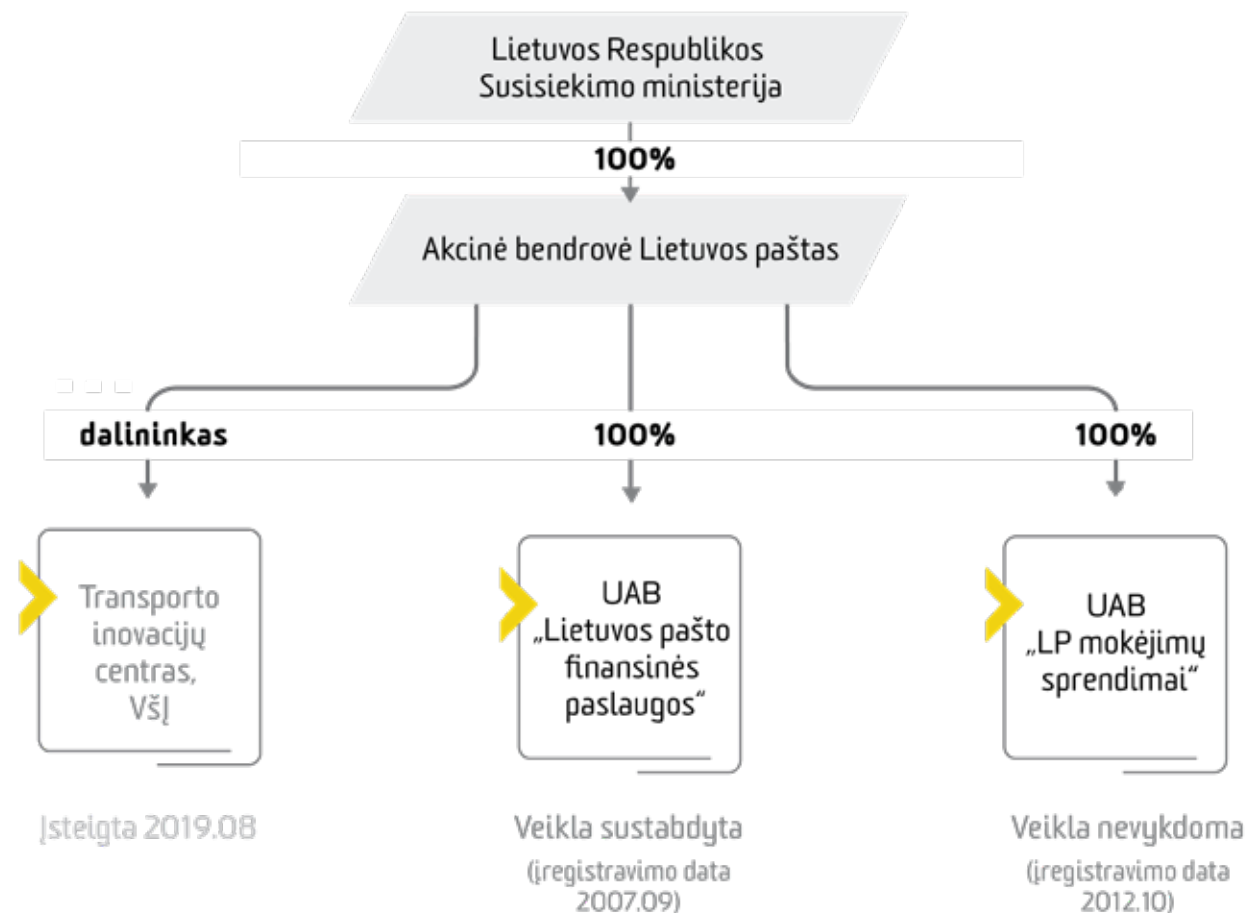 Lietuvos Respublikos
Susisiekimo ministerija
100%
Akcinė bendrovė Lietuvos paštas
dalininkas
100%
100%
Transporto
inovacijų
centras,
VšĮ
Įsteigta 2019.08
UAB
„Lietuvos pašto
finansinės
paslaugos“
Veikla sustabdyta
(įregistravimo data
2007.09)
UAB
„LP mokėjimų
sprendimai“
Veikla nevykdoma
(įregistravimo data
2012.10)